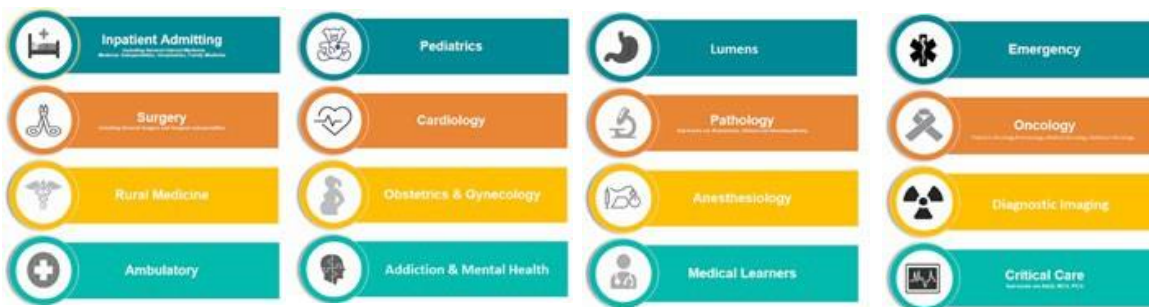 Inpatient Admitting
Pediatrics
Lumens
Emergency
Surgery
Cardiology
Pathology
Oncology
Rural Medicine
Obstetrics & Gynecology
Anesthesiology
Diagnostic Imaging
Ambulatory
Addiction & Mental Health
Medical Learners
Critical Care